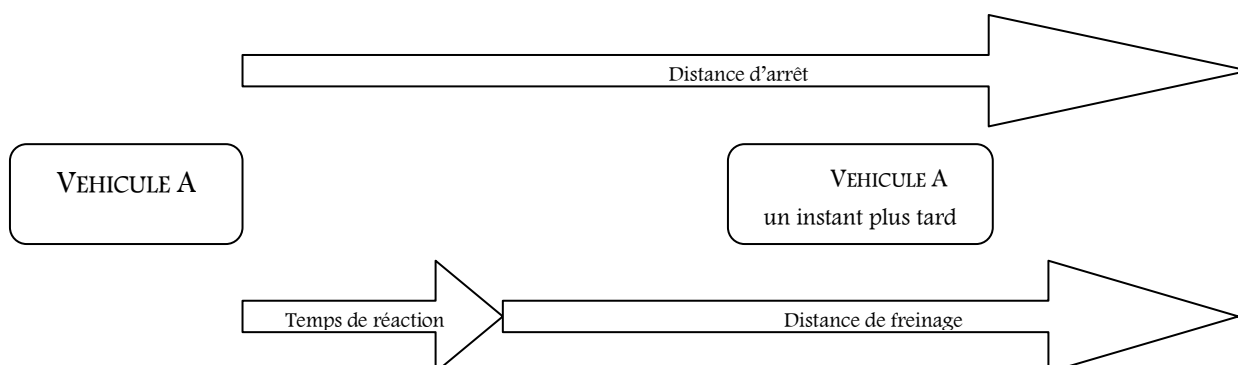 Distance d'arrêt
VEHICULE A
VEHICULE A
un instant plus tard
Temps de réaction
Distance de freinage